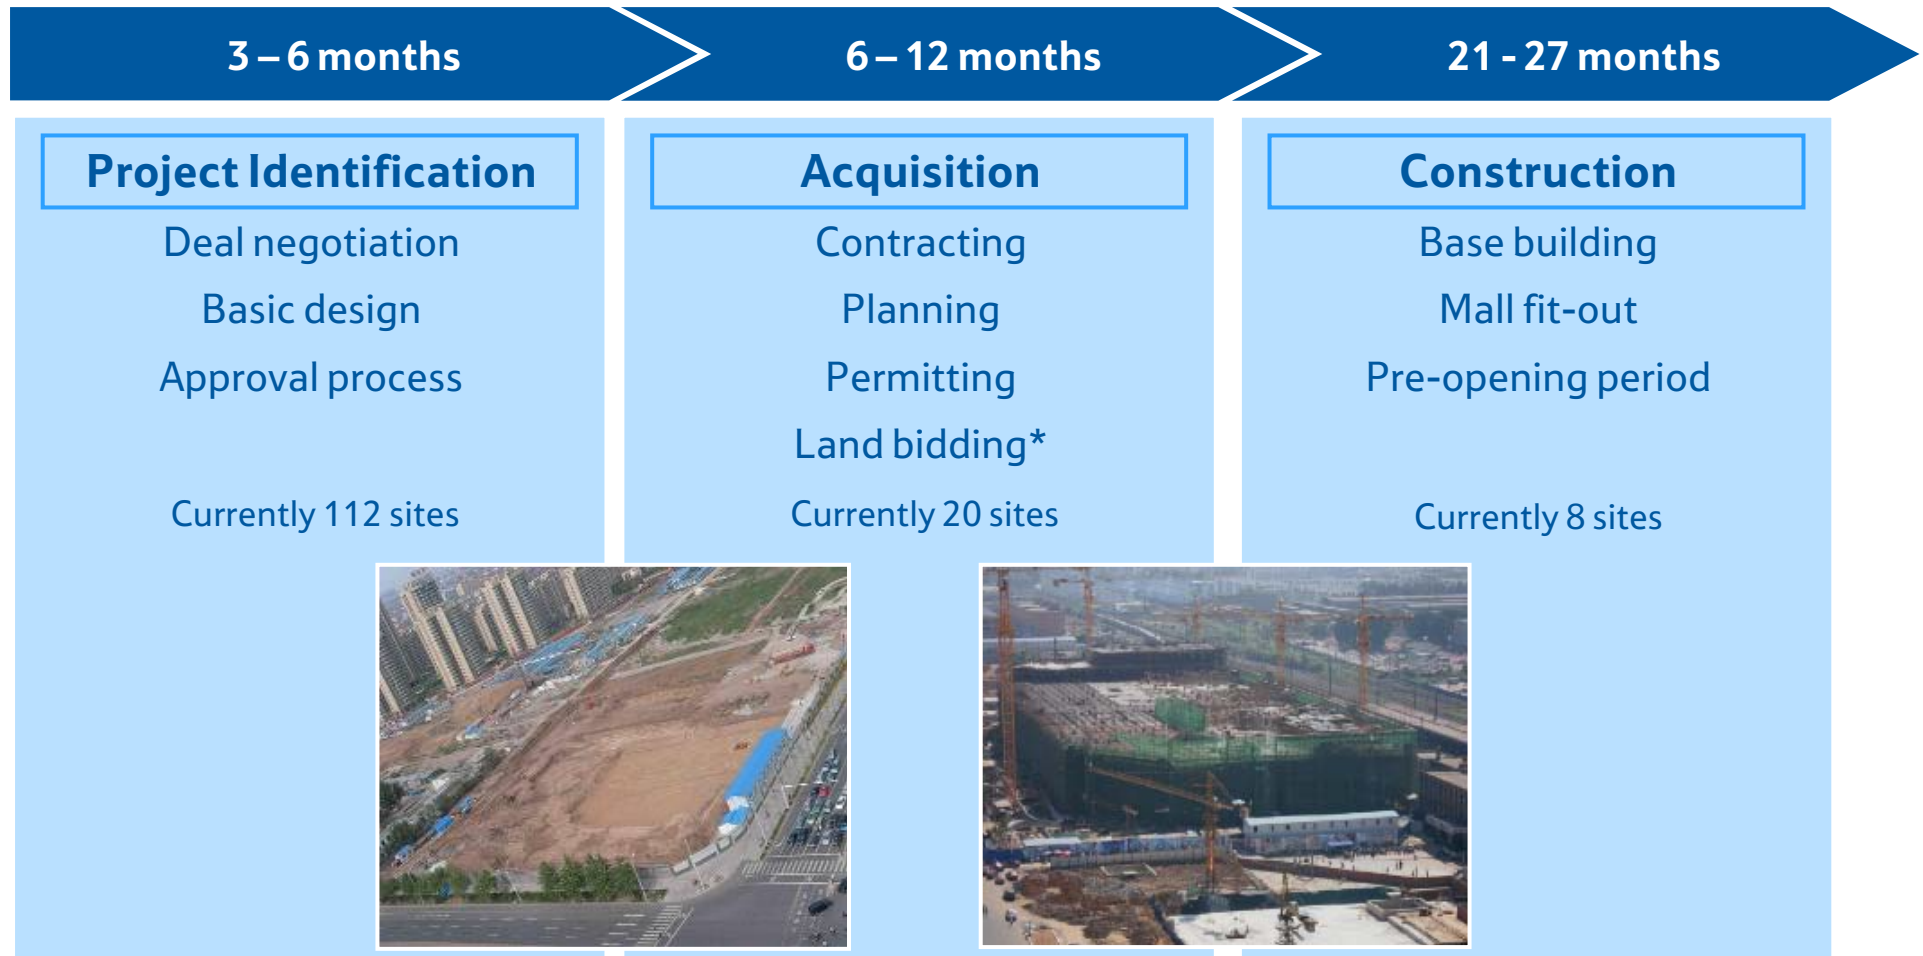 3 – 6 months
6 – 12 months
21 - 27 months
Project Identification
Deal negotiation
Basic design
Approval process
Currently 112 sites
Acquisition
Contracting
Planning
Permitting
Land bidding*
Currently 20 sites
Construction
Base building
Mall fit-out
Pre-opening period
Currently 8 sites